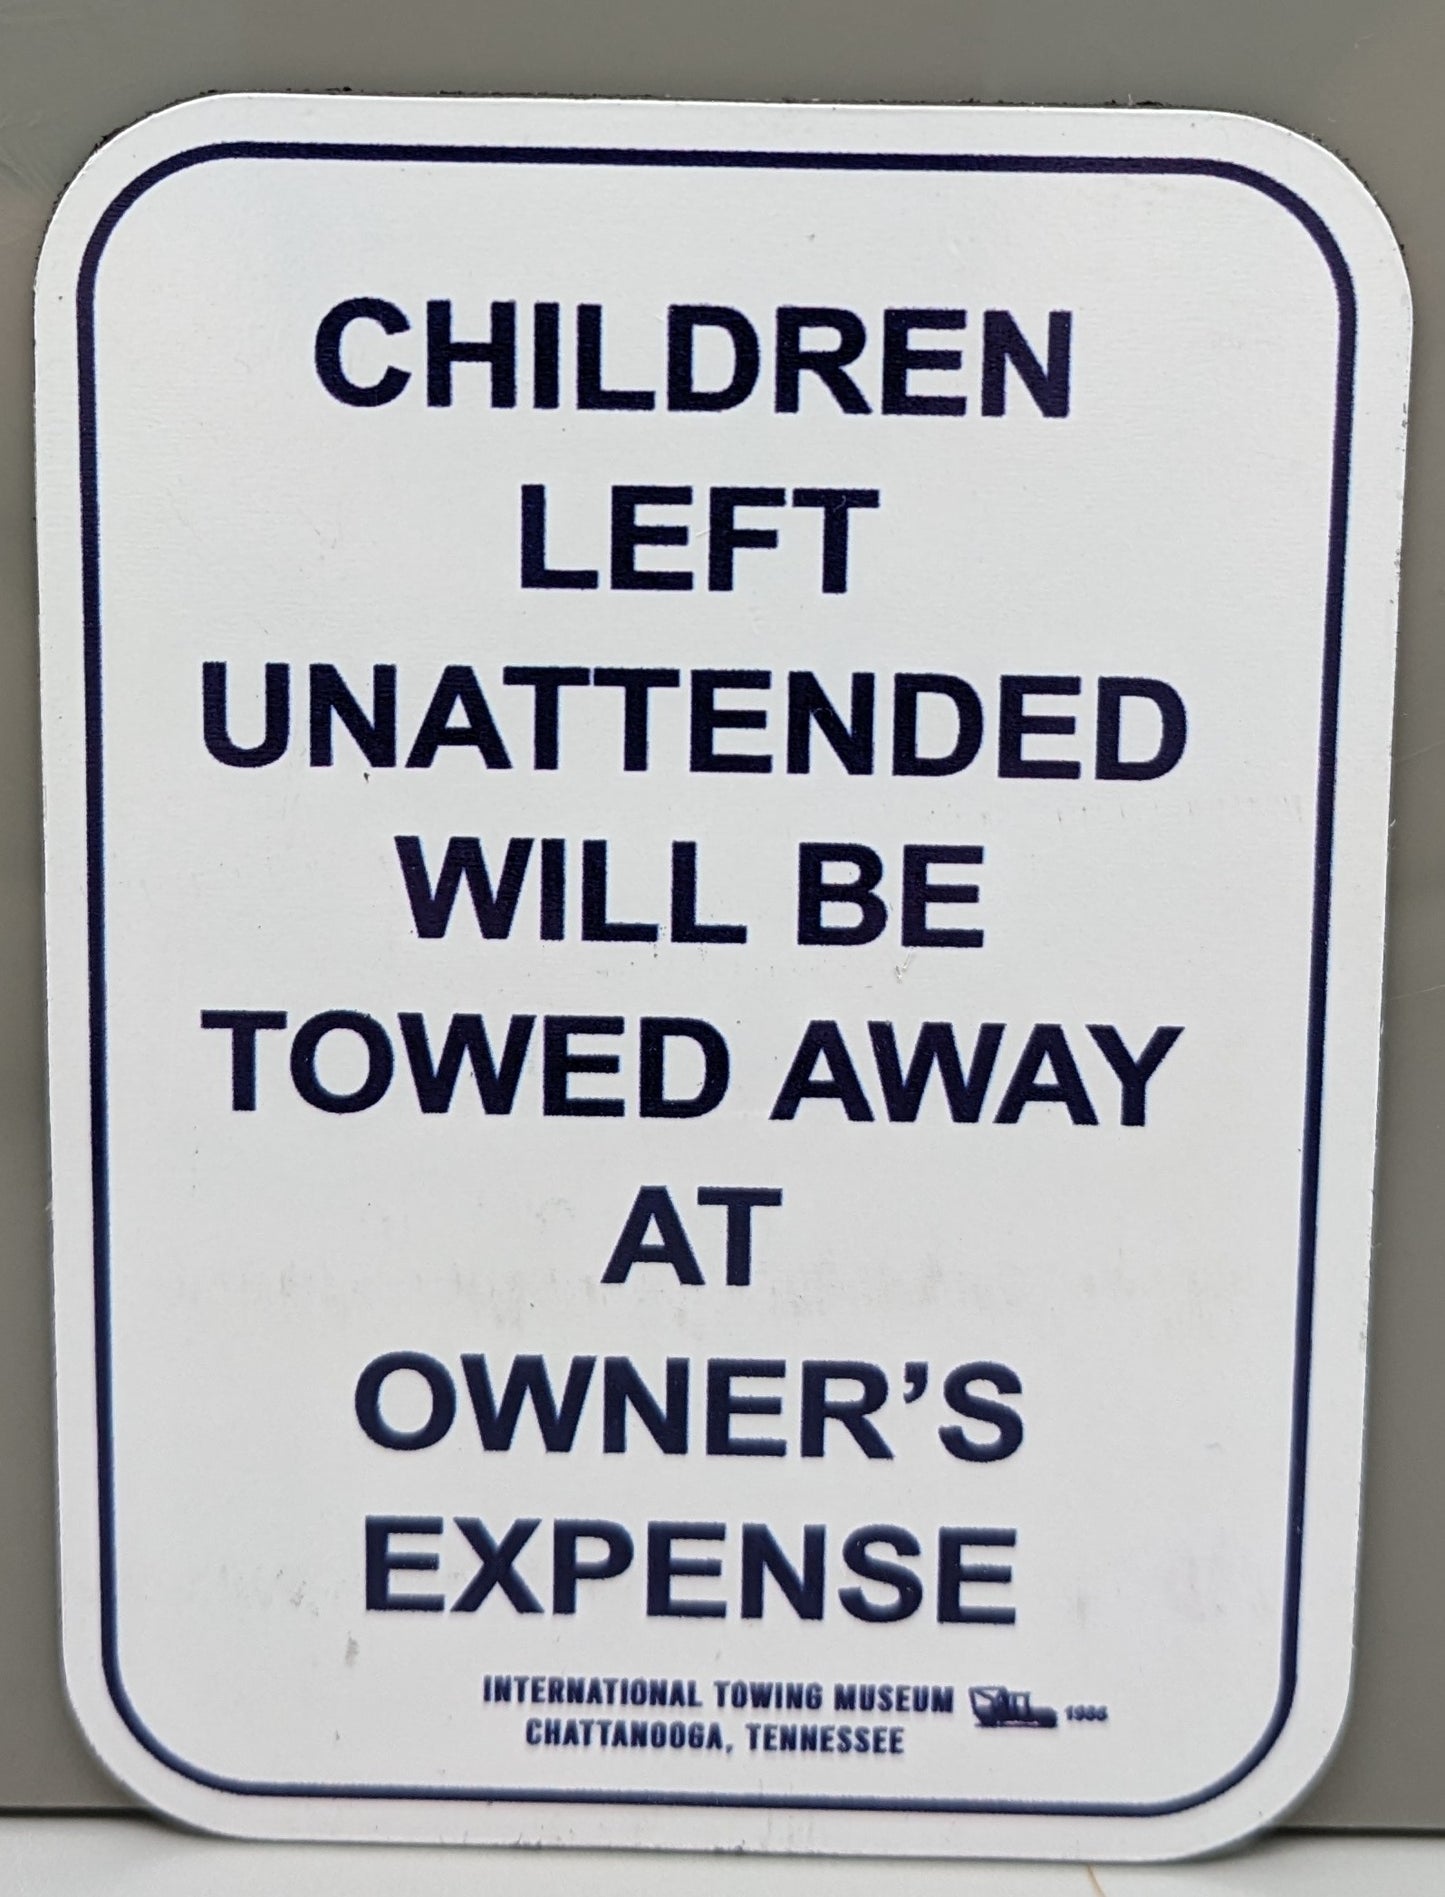 CHILDREN
LEFT
UNATTENDED
WILL BE
TOWED AWAY
AT
OWNER’S
EXPENSE
INTERNATIONAL TOWING MUSEUM
CHATTANOOGA, TENNESSEE